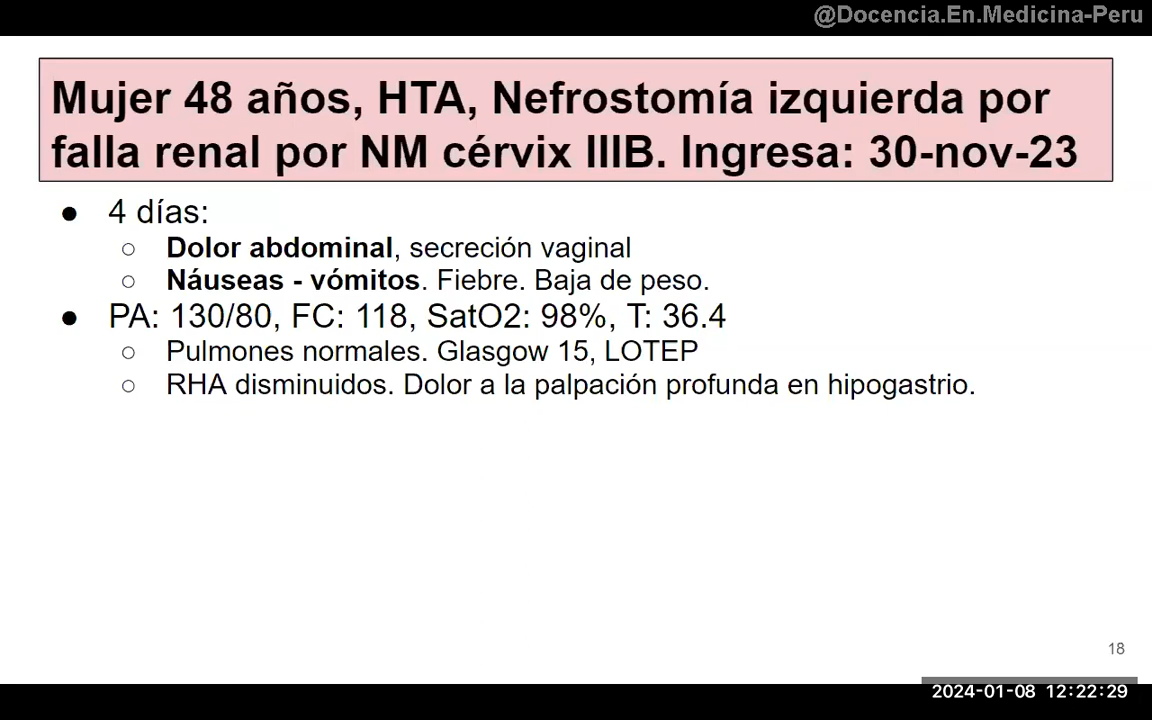 @Docencia.En.Medicina-Peru
Mujer 48 años, HTA, Nefrostomía izquierda por
falla renal por NM cérvix IIIB. Ingresa: 30-nov-23
● 4 días:
○ Dolor abdominal, secreción vaginal
○ Náuseas - vómitos. Fiebre. Baja de peso.
● PA: 130/80, FC: 118, SatO2: 98%, T: 36.4
○ Pulmones normales. Glasgow 15, LOTEP
○ RHA disminuidos. Dolor a la palpación profunda en hipogastrio.
18
2024-01-08 12:22:29